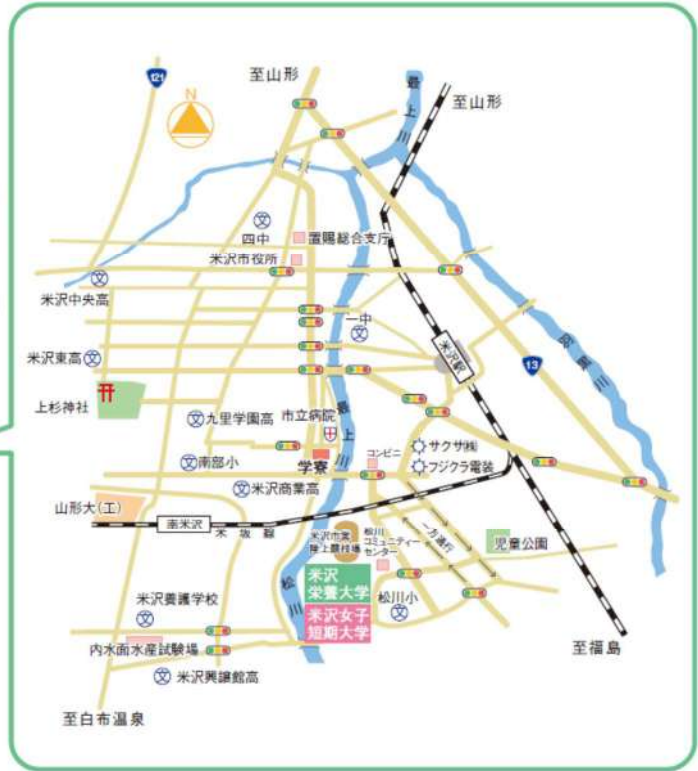 121
N
至山形
最上川
至山形
四中
置賜総合支庁
米沢市役所
米沢中央高
一中
米沢東高
米沢駅
13
羽黒川
上杉神社
九里学園高
市立病院
最上川
学寮
コンビニ
サクサ㈱
フジクラ電装
南部小
米沢商業高
山形大(工)
南米沢
米坂線
米沢市営
陸上競技場
松川
コミュニティー
センター
一方通行
児童公園
米沢
栄養大学
米沢女子
短期大学
松川
松川小
米沢養護学校
内水面水産試験場
米沢興譲館高
至福島
至白布温泉